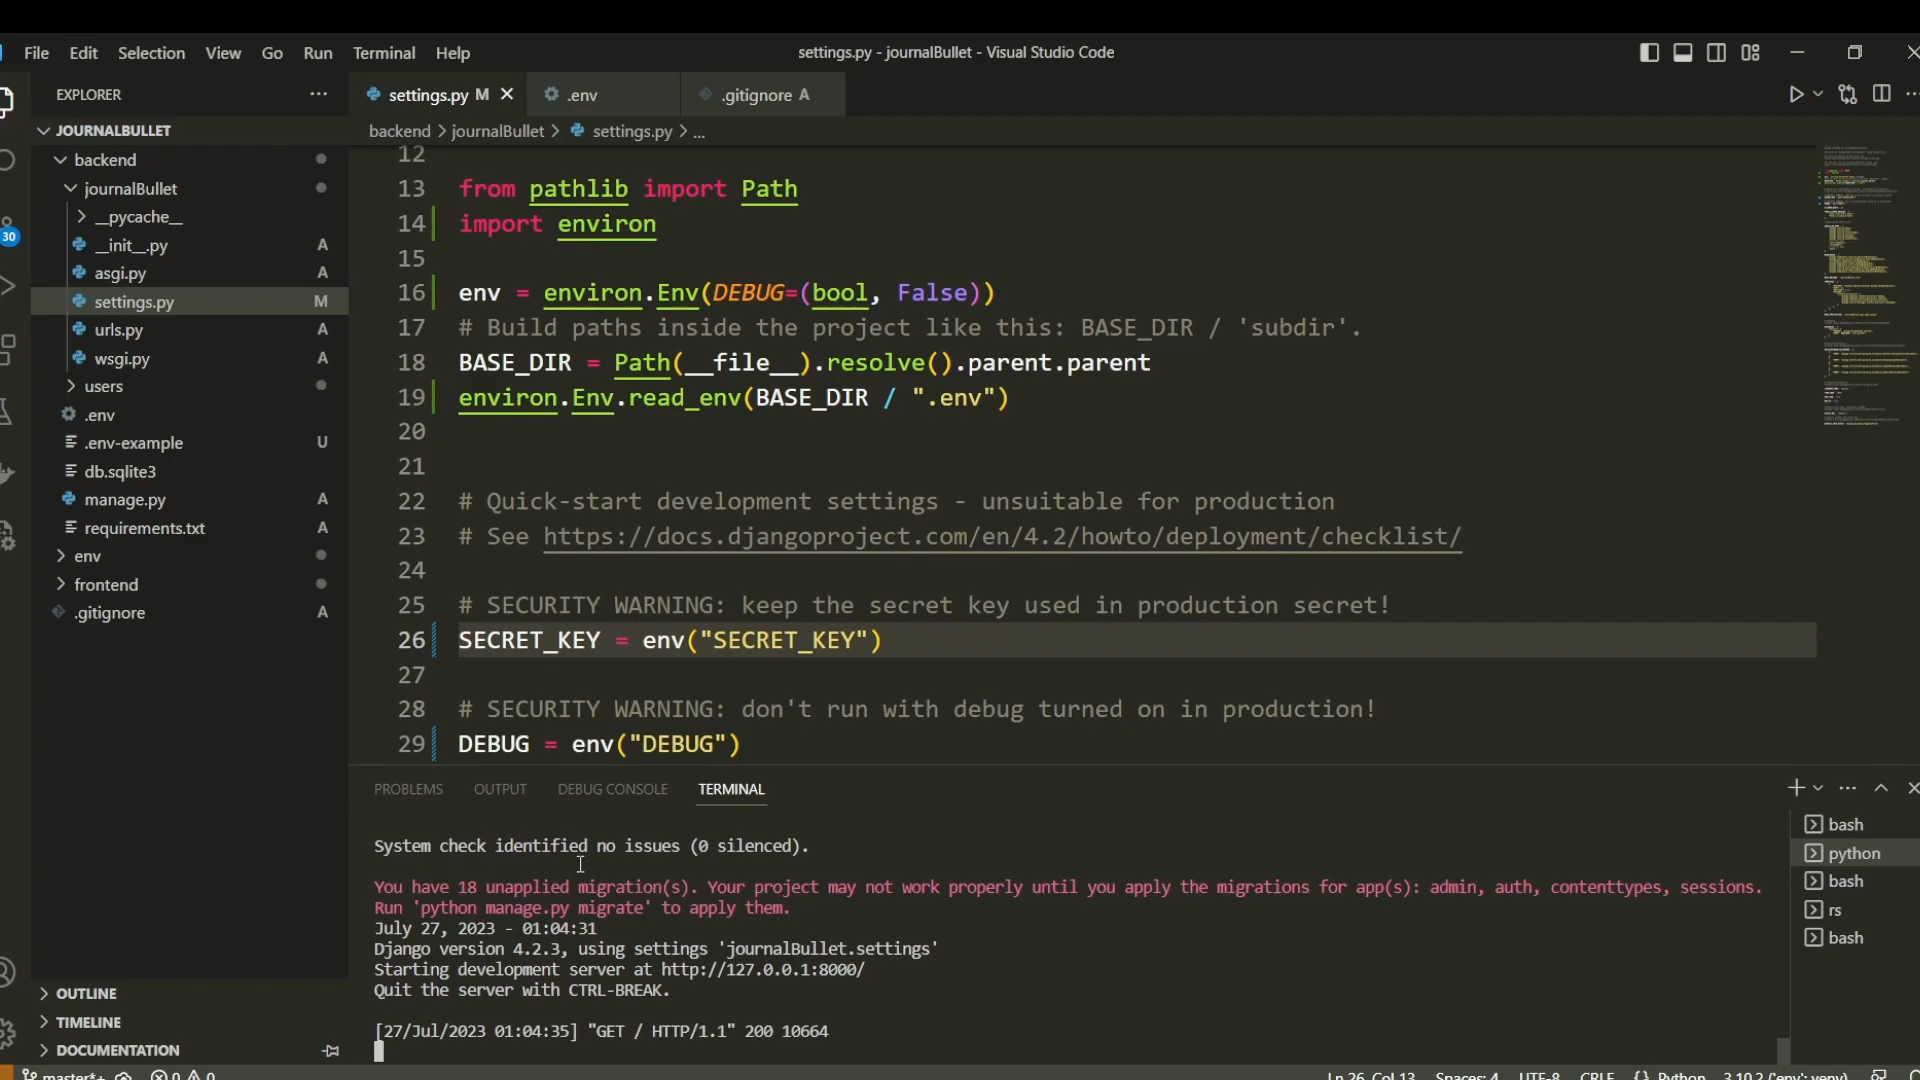 File Edit Selection View Go Run Terminal Help
settings.py - journalBullet - Visual Studio Code
EXPLORER
JOURNALBULLET
backend
journalBullet
__pycache__
__init__.py A
asgi.py A
settings.py M
urls.py A
wsgi.py A
users
.env
.env-example U
db.sqlite3
manage.py A
requirements.txt A
env
frontend
.gitignore A
OUTLINE
TIMELINE
DOCUMENTATION
30
settings.py M
.env
.gitignore A
backend > journalBullet > settings.py > ...
12
13 from pathlib import Path
14 import environ
15
16 env = environ.Env(DEBUG=(bool, False))
17 # Build paths inside the project like this: BASE_DIR / 'subdir'.
18 BASE_DIR = Path(__file__).resolve().parent.parent
19 environ.Env.read_env(BASE_DIR / ".env")
20
21
22 # Quick-start development settings - unsuitable for production
23 # See https://docs.djangoproject.com/en/4.2/howto/deployment/checklist/
24
25 # SECURITY WARNING: keep the secret key used in production secret!
26 SECRET_KEY = env("SECRET_KEY")
27
28 # SECURITY WARNING: don't run with debug turned on in production!
29 DEBUG = env("DEBUG")
PROBLEMS OUTPUT DEBUG CONSOLE TERMINAL
System check identified no issues (0 silenced).
You have 18 unapplied migration(s). Your project may not work properly until you apply the migrations for app(s): admin, auth, contenttypes, sessions.
Run 'python manage.py migrate' to apply them.
July 27, 2023 - 01:04:31
Django version 4.2.3, using settings 'journalBullet.settings'
Starting development server at http://127.0.0.1:8000/
Quit the server with CTRL-BREAK.
[27/Jul/2023 01:04:35] "GET / HTTP/1.1" 200 10664
bash
python
bash
rs
bash
master*+ 0 0
Ln 26, Col 13 Spaces: 4 UTF-8 CRLF Python 3.10.2 ('env': venv)